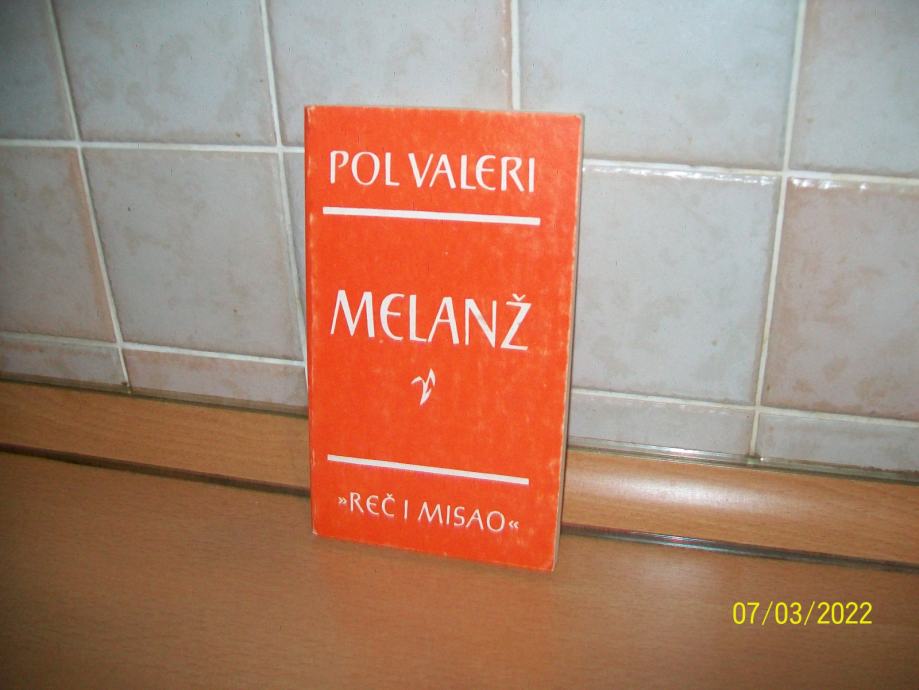 POL VALERI
MELANŽ
»REČ I MISAO«
07/03/2022